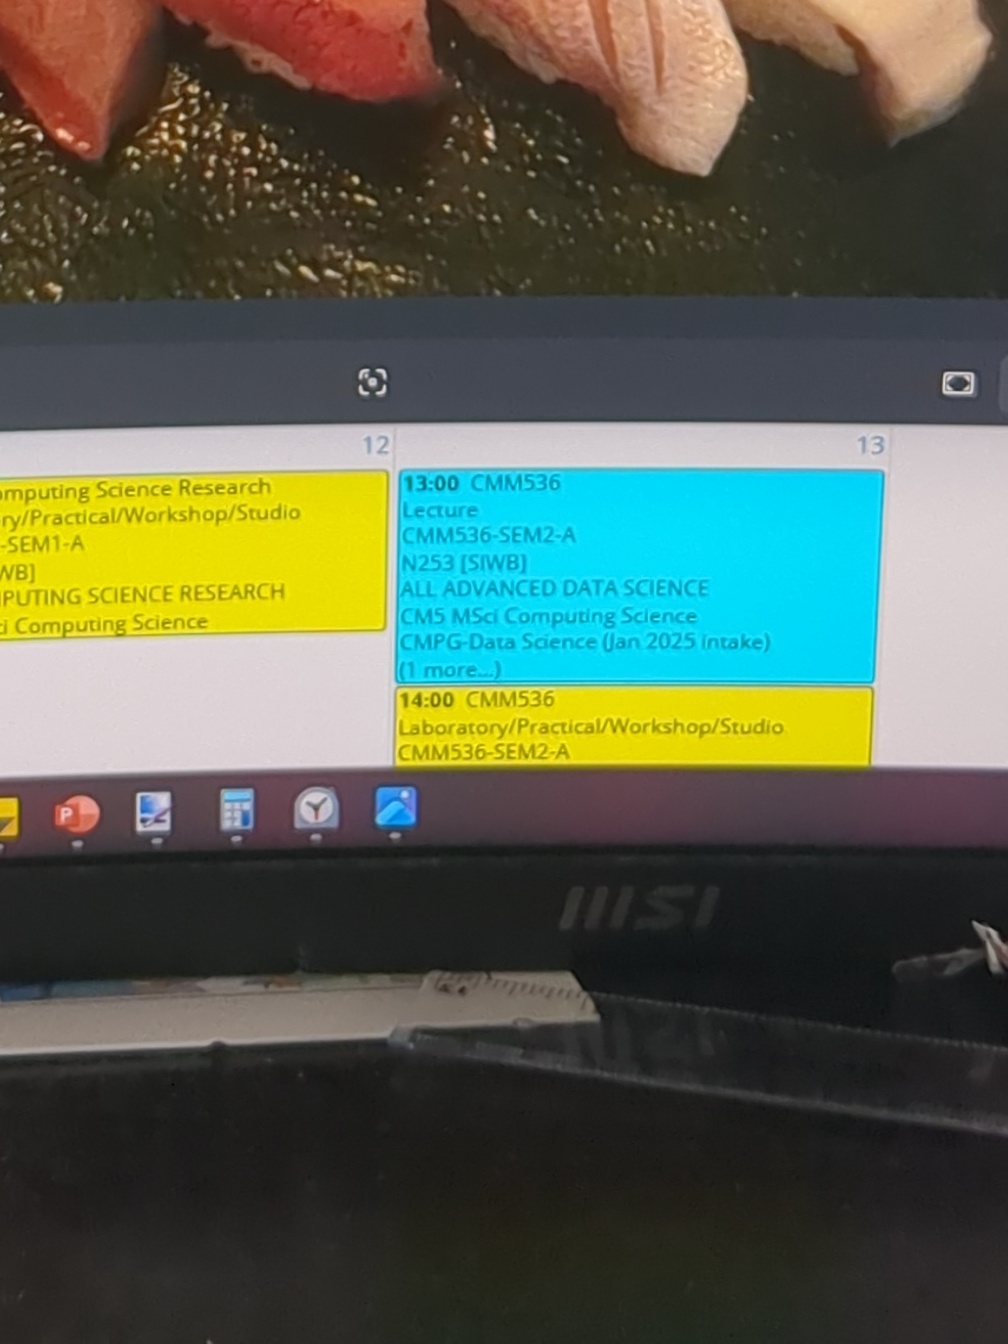 12
omputing Science Research
ry/Practical/Workshop/Studio
-SEM1-A
WB]
PUTING SCIENCE RESEARCH
i Computing Science
13
13:00 CMM536
Lecture
CMM536-SEM2-A
N253 [SIWB]
ALL ADVANCED DATA SCIENCE
CM5 MSci Computing Science
CMPG-Data Science (Jan 2025 Intake)
(1 more...)
14:00 CMM536
Laboratory/Practical/Workshop/Studio
CMM536-SEM2-A
P
msi